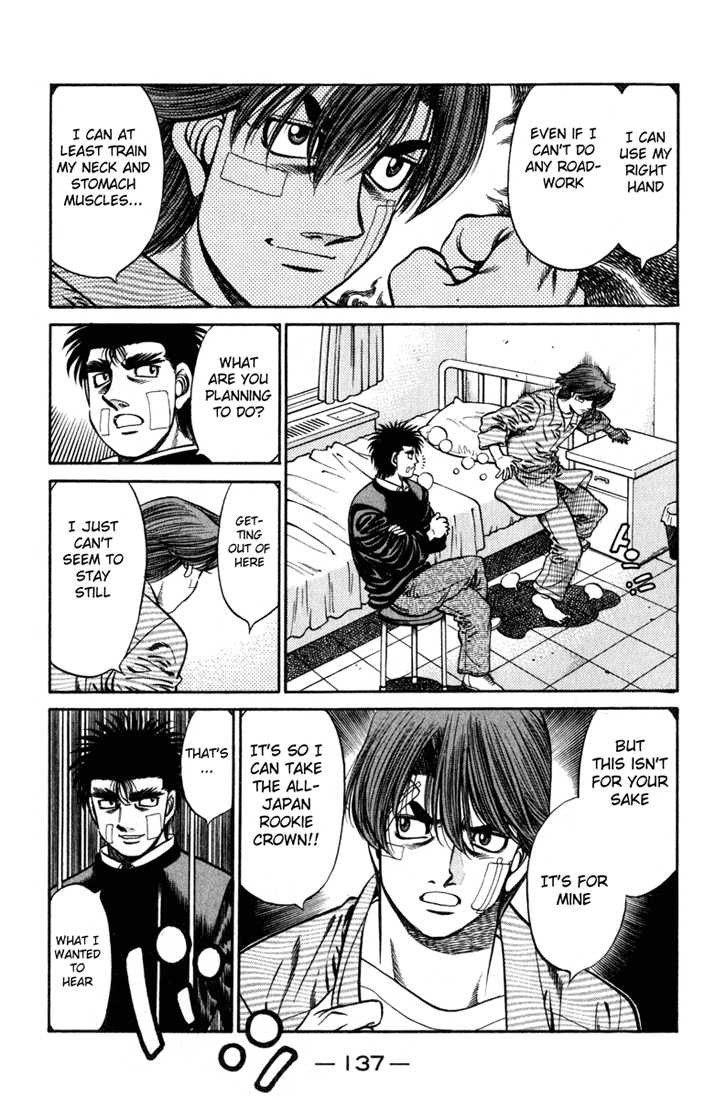 I CAN
USE MY
RIGHT
HAND
EVEN IF I
CAN'T DO
ANY ROAD-
WORK
I CAN AT
LEAST TRAIN
MY NECK AND
STOMACH
MUSCLES...
WHAT
ARE YOU
PLANNING
TO DO?
GET-
TING
OUT OF
HERE
I JUST
CAN'T
SEEM TO
STAY
STILL
BUT
THIS ISN'T
FOR YOUR
SAKE
IT'S FOR
MINE
IT'S SO I
CAN TAKE
THE ALL-
JAPAN
ROOKIE
CROWN!!
THAT'S
...
WHAT I
WANTED
TO
HEAR
— 137 —